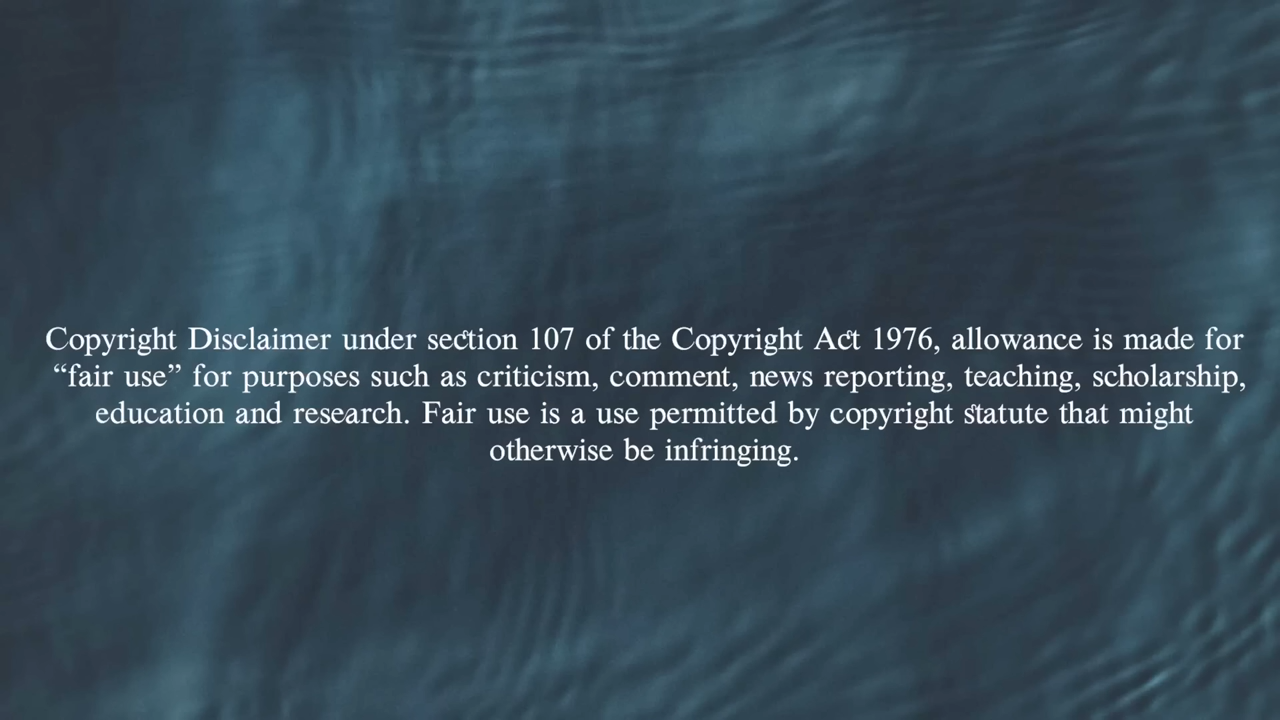 Copyright Disclaimer under section 107 of the Copyright Act 1976, allowance is made for
“fair use” for purposes such as criticism, comment, news reporting, teaching, scholarship,
education and research. Fair use is a use permitted by copyright statute that might
otherwise be infringing.